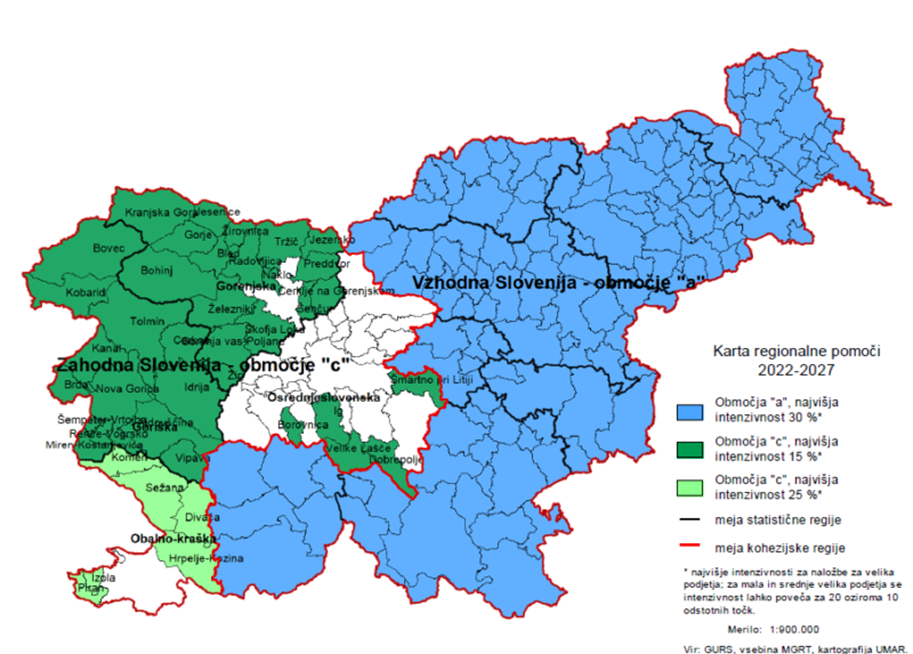 Kranjska Gora
Jesenice
Žirovnica
Gorje
Tržič
Jezersko
Bovec
Bled
Radovljica
Preddvor
Bohinj
Naklo
Gorenjska
Cerklje na Gorenjskem
Vzhodna Slovenija - območje "a"
Kobarid
Železniki
Šenčur
Tolmin
Škofja Loka
Gorenja vas-Poljane
Kanal
Zahodna Slovenija - območje "c"
Brda
Nova Gorica
Idrija
Šmartno pri Litiji
Osrednjeslovenska
Ig
Borovnica
Šempeter-Vrtojba
Goriška
Renče-Vogrsko
Miren-Kostanjevica
Komen
Vipava
Velike Lašče
Dobrepolje
Sežana
Divača
Obalno-kraška
Hrpelje-Kozina
Izola
Piran
Karta regionalne pomoči
2022-2027
Območja "a", najvišja
intenzivnost 30 %*
Območja "c", najvišja
intenzivnost 15 %*
Območja "c", najvišja
intenzivnost 25 %*
meja statistične regije
meja kohezijske regije
* najvišje intenzivnosti za naložbe za velika
podjetja; za mala in srednje velika podjetja se
intenzivnost lahko poveča za 20 oziroma 10
odstotnih točk.
Merilo: 1:900.000
Vir: GURS, vsebina MGRT, kartografija UMAR.